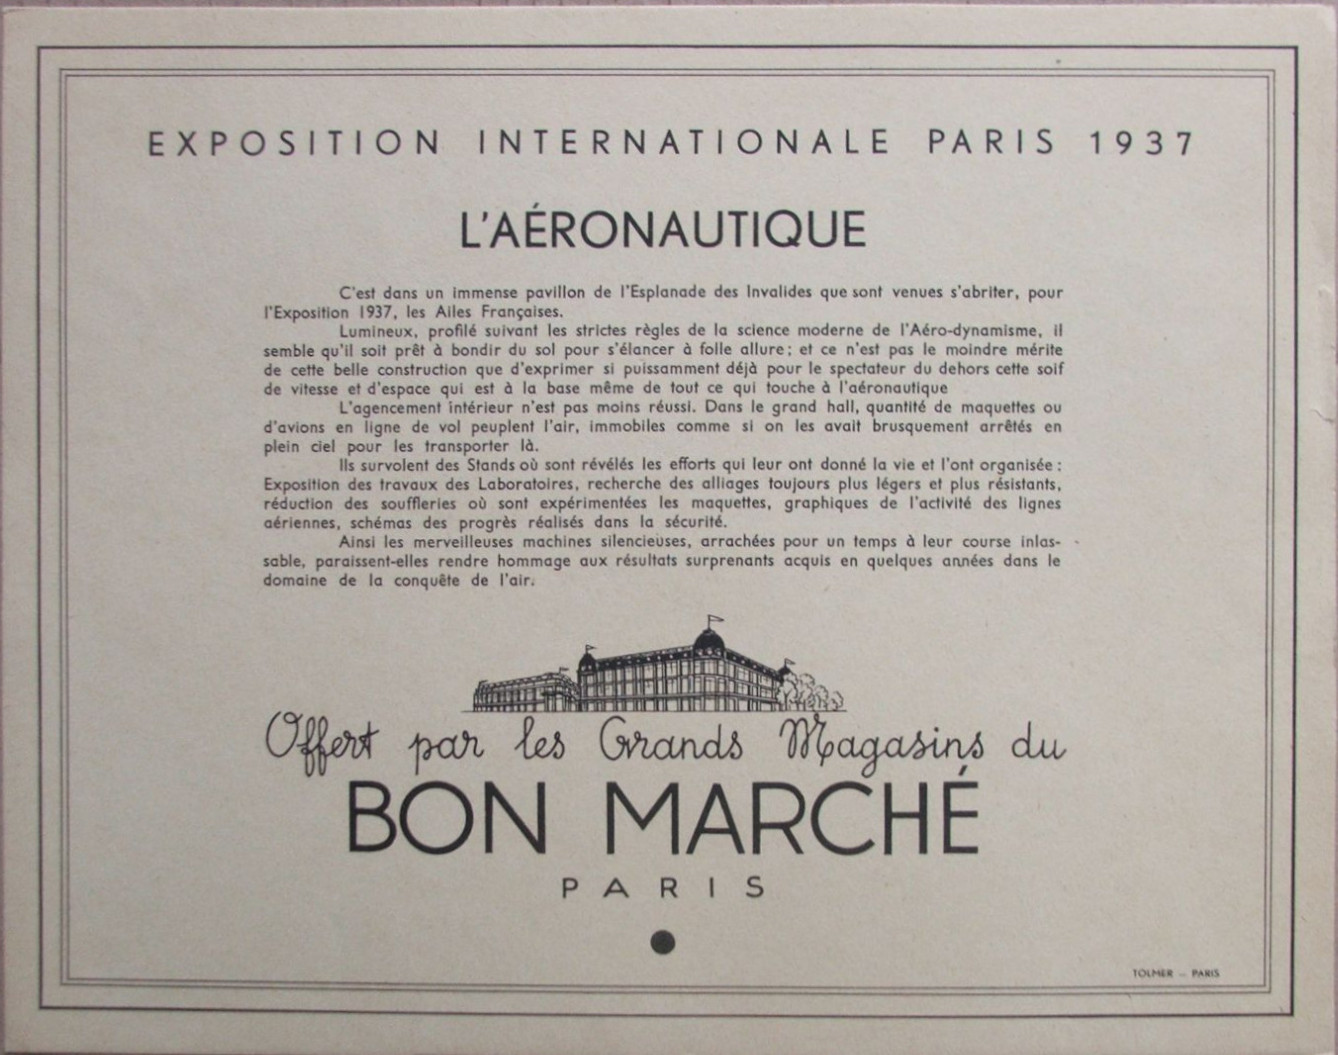 EXPOSITION INTERNATIONALE PARIS 1937
L'AÉRONAUTIQUE
C'est dans un immense pavillon de l'Esplanade des Invalides que sont venues s'abriter, pour
l'Exposition 1937, les Ailes Françaises.
Lumineux, profilé suivant les strictes règles de la science moderne de l'Aéro-dynamisme, il
semble qu'il soit prêt à bondir du sol pour s'élancer à folle allure; et ce n'est pas le moindre mérite
de cette belle construction que d'exprimer si puissamment déjà pour le spectateur du dehors cette soif
de vitesse et d'espace qui est à la base même de tout ce qui touche à l'aéronautique
L'agencement intérieur n'est pas moins réussi. Dans le grand hall, quantité de maquettes ou
d'avions en ligne de vol peuplent l'air, immobiles comme si on les avait brusquement arrêtés en
plein ciel pour les transporter là.
Ils survolent des Stands où sont révélés les efforts qui leur ont donné la vie et l'ont organisée :
Exposition des travaux des Laboratoires, recherche des alliages toujours plus légers et plus résistants,
réduction des souffleries où sont expérimentées les maquettes, graphiques de l'activité des lignes
aériennes, schémas des progrès réalisés dans la sécurité.
Ainsi les merveilleuses machines silencieuses, arrachées pour un temps à leur course inlas-
sable, paraissent-elles rendre hommage aux résultats surprenants acquis en quelques années dans le
domaine de la conquête de l'air.
Offert par les Grands Magasins du
BON MARCHÉ
PARIS
TOLMER - PARIS